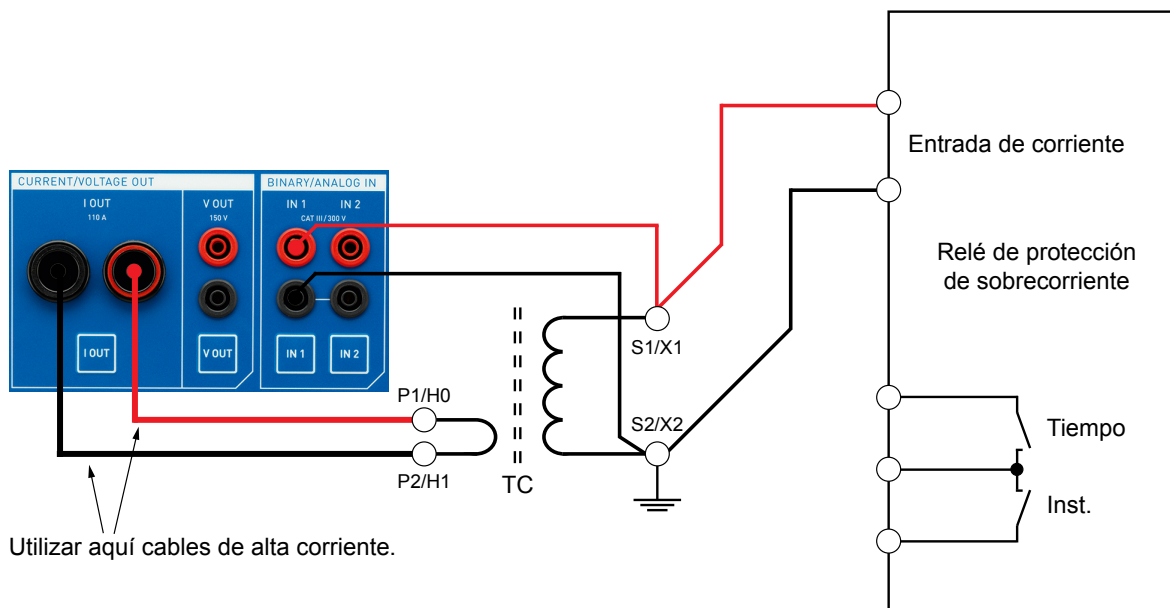 Entrada de corriente
CURRENT/VOLTAGE OUT
BINARY/ANALOG IN
I OUT
110 A
V OUT
150 V
IN 1
IN 2
CAT III/300 V
Relé de protección
de sobrecorriente
I OUT
V OUT
IN 1
IN 2
S1/X1
P1/H0
S2/X2
P2/H1
TC
Tiempo
Inst.
Utilizar aquí cables de alta corriente.